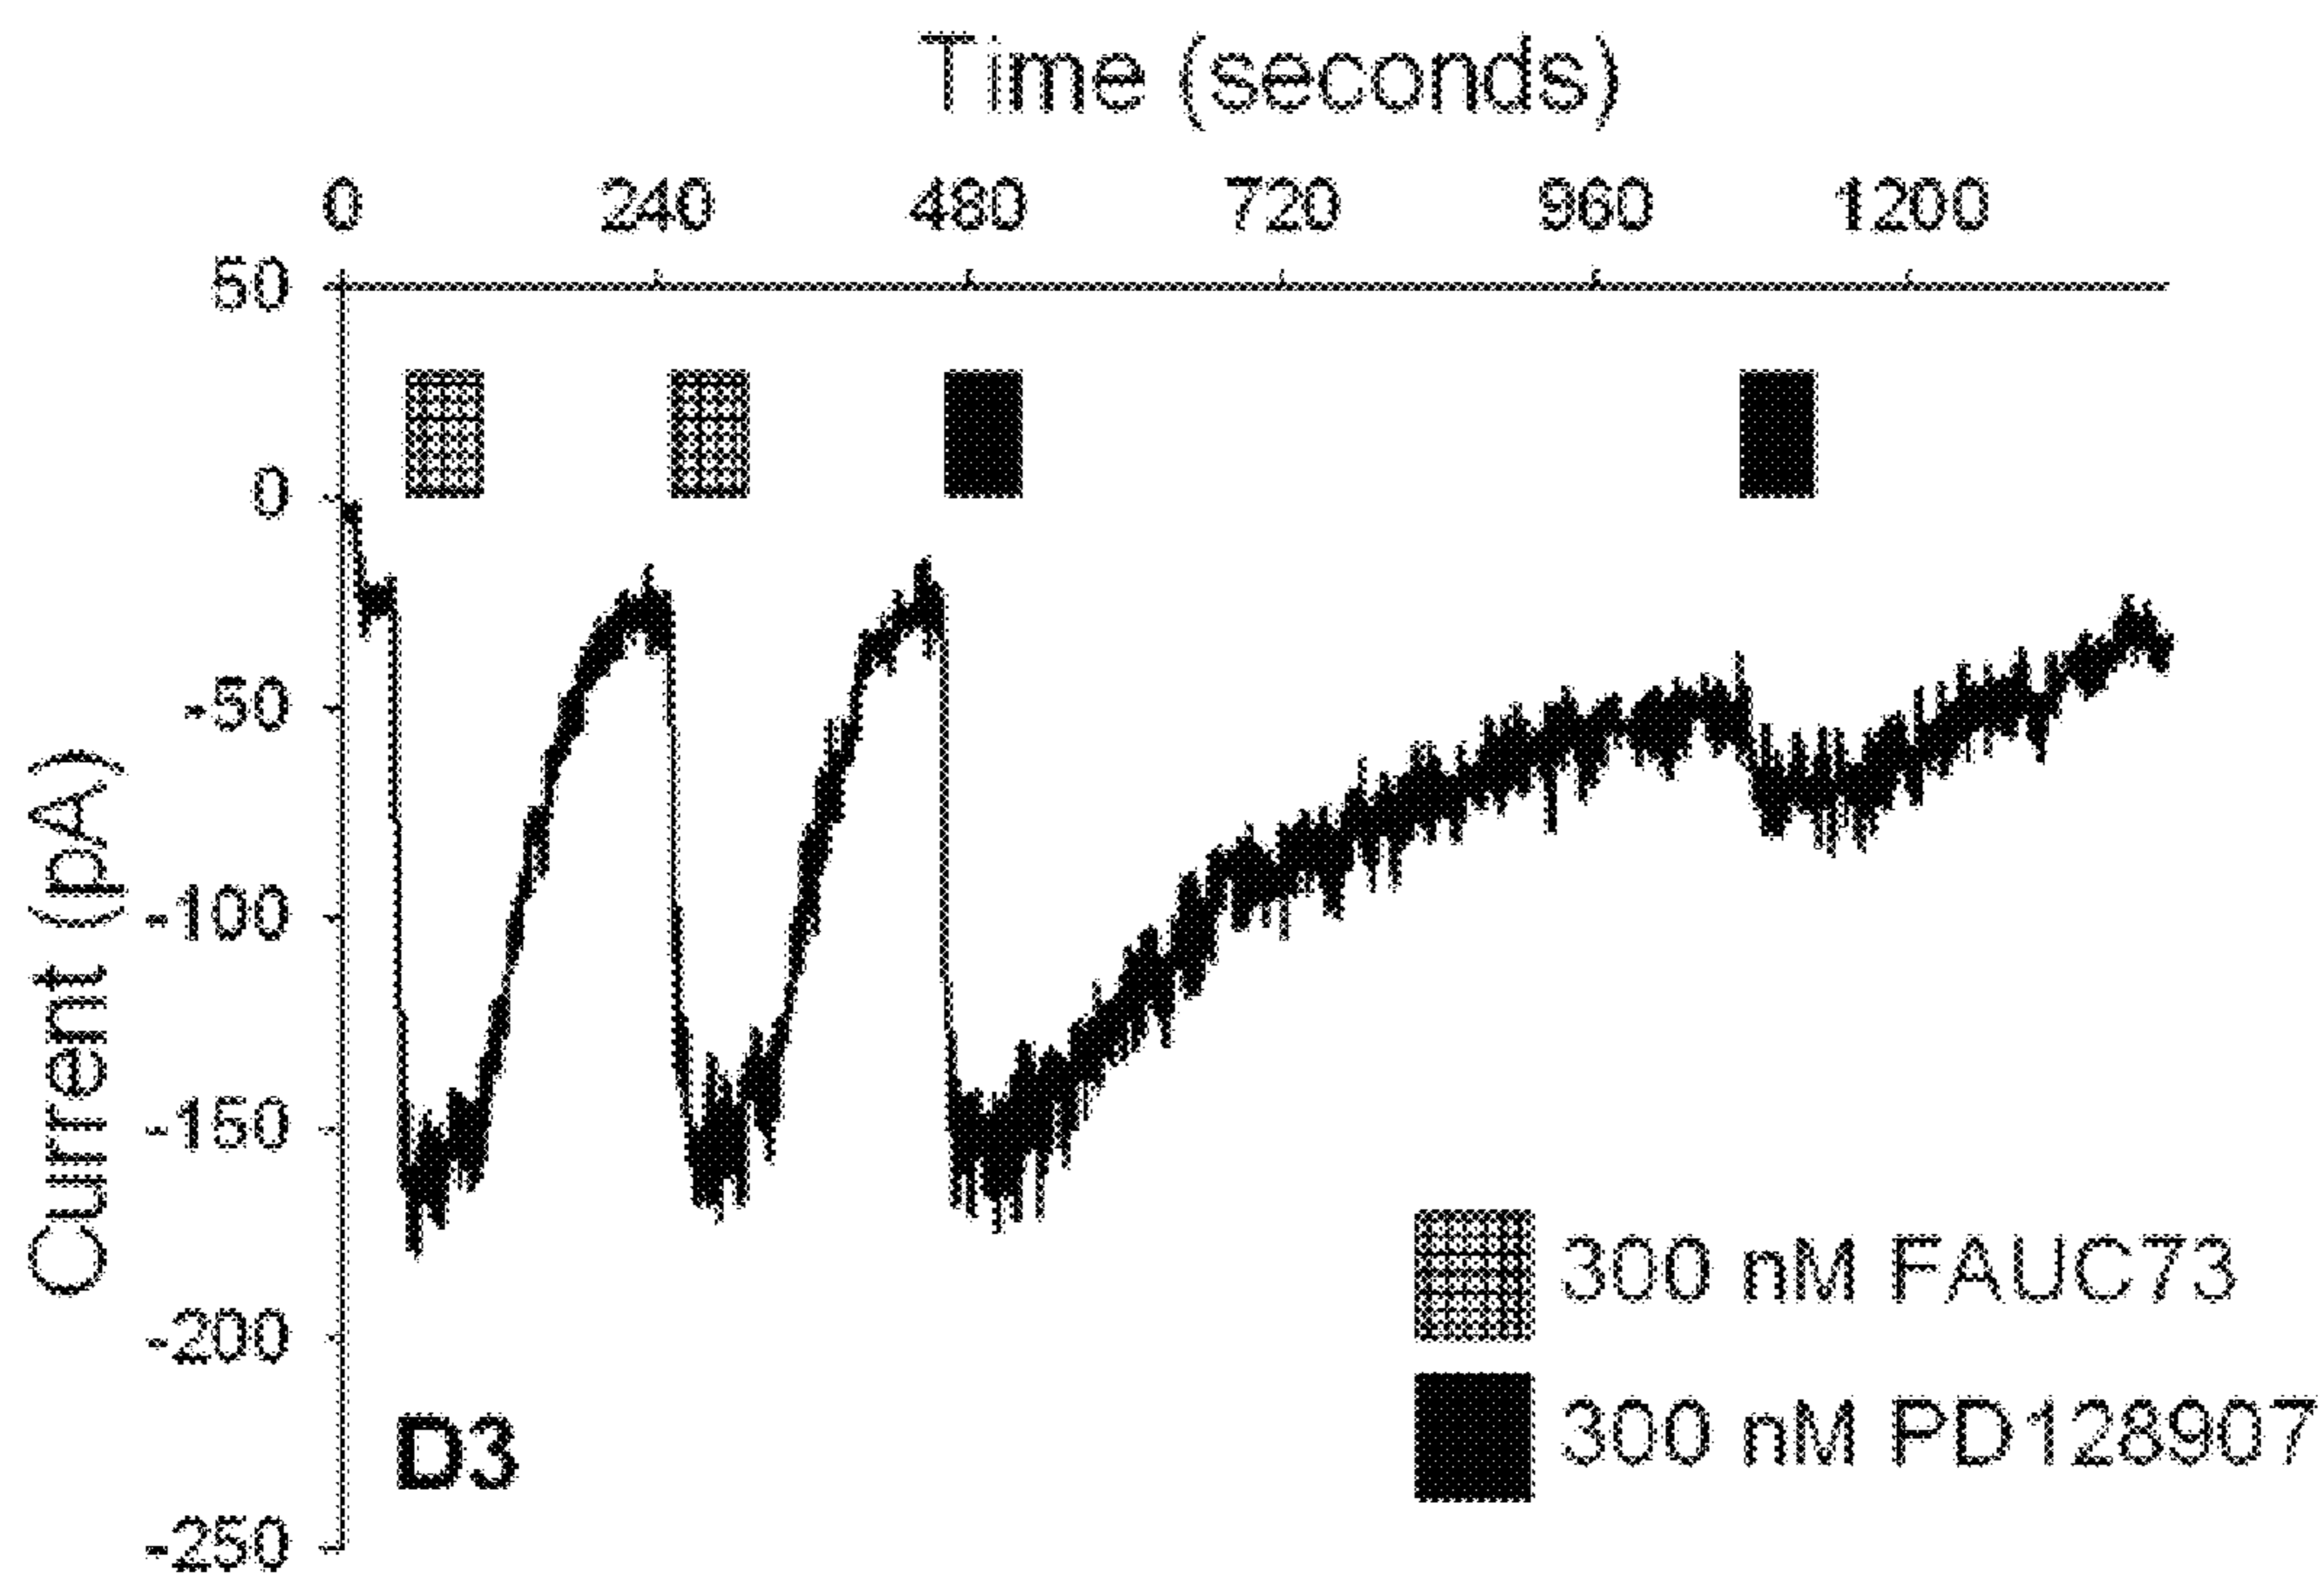 Time (seconds)
0 240 480 720 960 1200
50
0
-50
-100
-150
-200
-250
Current (pA)
300 nM FAUC73
300 nM PD128907
D3